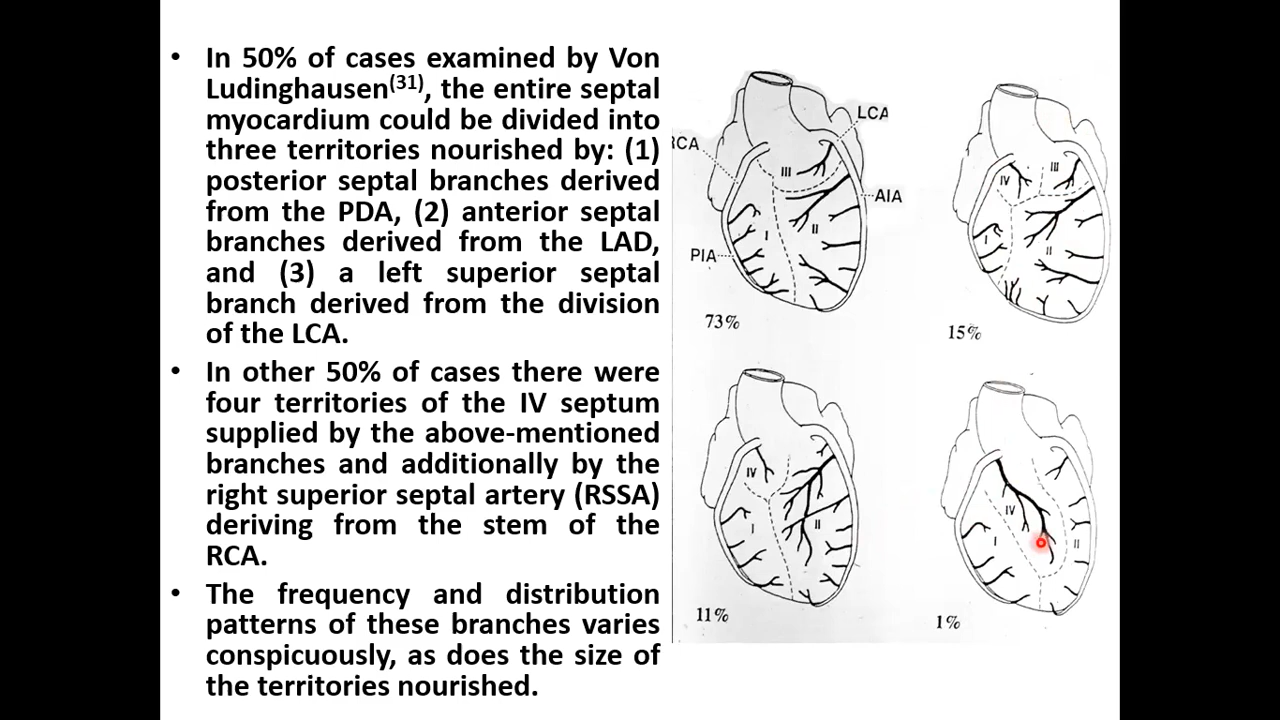 • In 50% of cases examined by Von
Ludinghausen(31), the entire septal
myocardium could be divided into
three territories nourished by: (1)
posterior septal branches derived
from the PDA, (2) anterior septal
branches derived from the LAD,
and (3) a left superior septal
branch derived from the division
of the LCA.
• In other 50% of cases there were
four territories of the IV septum
supplied by the above-mentioned
branches and additionally by the
right superior septal artery (RSSA)
deriving from the stem of the
RCA.
• The frequency and distribution
patterns of these branches varies
conspicuously, as does the size of
the territories nourished.
LCA
RCA
III
AIA
I
II
PIA
73%
III
IV
I
II
15%
IV
I
II
11%
IV
I
II
1%